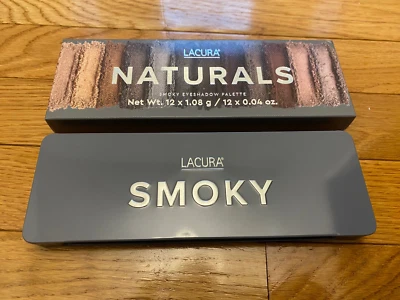 LACURA®
NATURALS
SMOKY EYESHADOW PALETTE
Net Wt. 12 x 1.08 g / 12 x 0.04 oz.
LACURA®
SMOKY